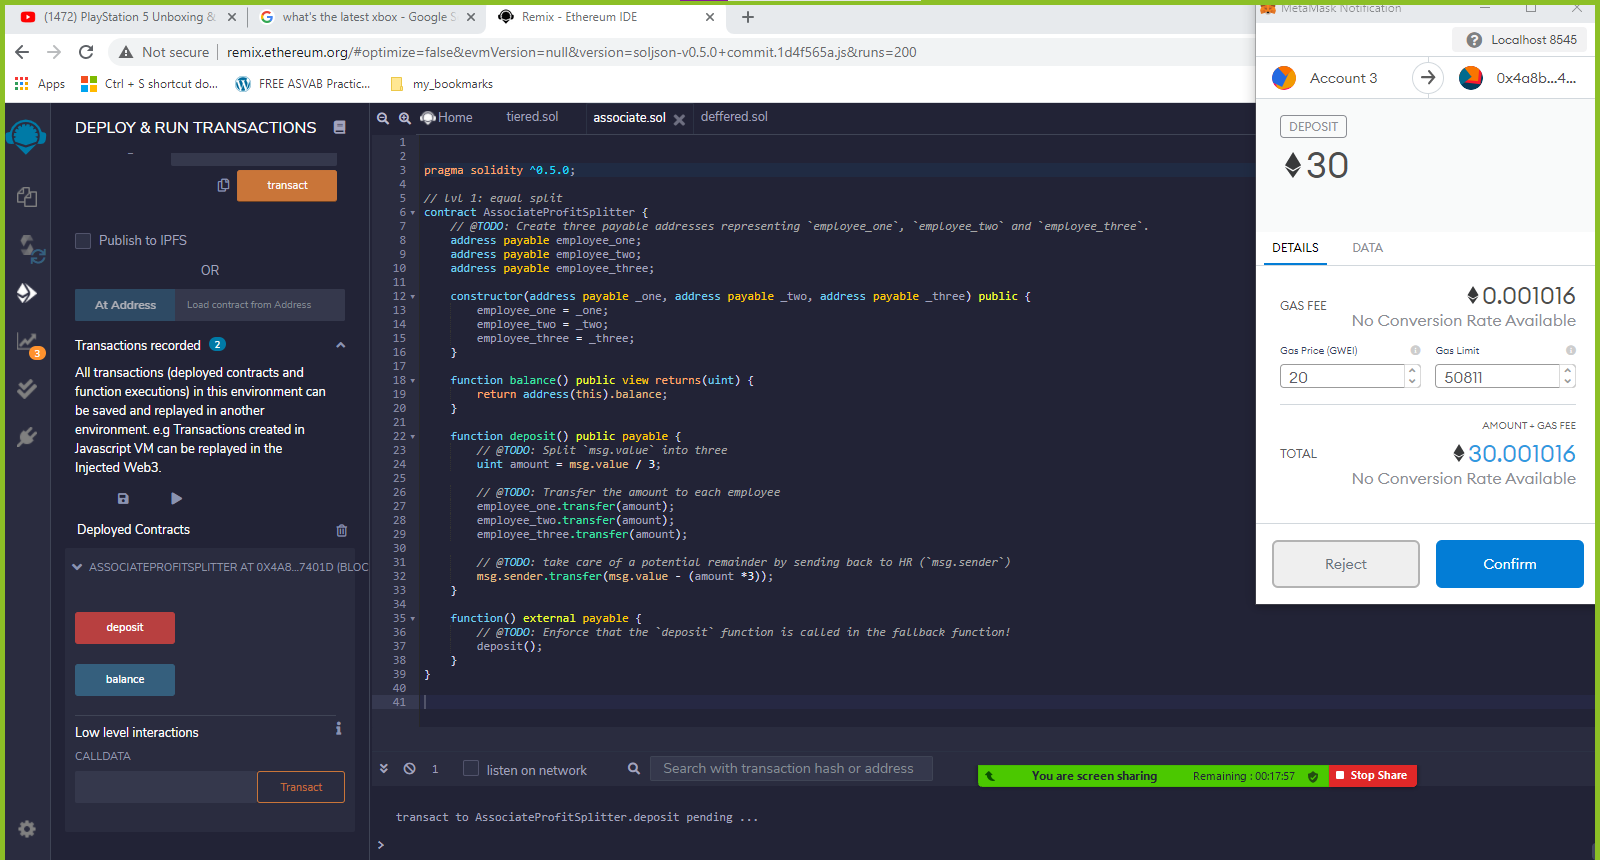 (1472) PlayStation 5 Unboxing &
what's the latest xbox - Google S
Remix - Ethereum IDE
Not secure
remix.ethereum.org/#optimize=false&evmVersion=null&version=soljson-v0.5.0+commit.1d4f565a.js&runs=200
Apps
Ctrl + S shortcut do...
FREE ASVAB Practic...
my_bookmarks
DEPLOY & RUN TRANSACTIONS
transact
Publish to IPFS
OR
At Address
Load contract from Address
Transactions recorded 2
All transactions (deployed contracts and
function executions) in this environment can
be saved and replayed in another
environment. e.g Transactions created in
Javascript VM can be replayed in the
Injected Web3.
3
Deployed Contracts
ASSOCIATEPROFITSPLITTER AT 0X4A8...7401D (BLOC
deposit
balance
Low level interactions
CALLDATA
Transact
Home
tiered.sol
associate.sol
deffered.sol
1
2
3 pragma solidity ^0.5.0;
4
5 // lvl 1: equal split
6 contract AssociateProfitSplitter {
7 // @TODO: Create three payable addresses representing `employee_one`, `employee_two` and `employee_three`.
8 address payable employee_one;
9 address payable employee_two;
10 address payable employee_three;
11
12 constructor(address payable _one, address payable _two, address payable _three) public {
13 employee_one = _one;
14 employee_two = _two;
15 employee_three = _three;
16 }
17
18 function balance() public view returns(uint) {
19 return address(this).balance;
20 }
21
22 function deposit() public payable {
23 // @TODO: Split `msg.value` into three
24 uint amount = msg.value / 3;
25
26 // @TODO: Transfer the amount to each employee
27 employee_one.transfer(amount);
28 employee_two.transfer(amount);
29 employee_three.transfer(amount);
30
31 // @TODO: take care of a potential remainder by sending back to HR (`msg.sender`)
32 msg.sender.transfer(msg.value - (amount *3));
33 }
34
35 function() external payable {
36 // @TODO: Enforce that the `deposit` function is called in the fallback function!
37 deposit();
38 }
39 }
40
41
1
listen on network
Search with transaction hash or address
transact to AssociateProfitSplitter.deposit pending ...
>
You are screen sharing
Remaining : 00:17:57
Stop Share
MetaMask Notification
Localhost 8545
Account 3
0x4a8b...4...
DEPOSIT
30
DETAILS
DATA
GAS FEE
0.001016
No Conversion Rate Available
Gas Price (GWEI)
Gas Limit
20
50811
AMOUNT + GAS FEE
TOTAL
30.001016
No Conversion Rate Available
Reject
Confirm